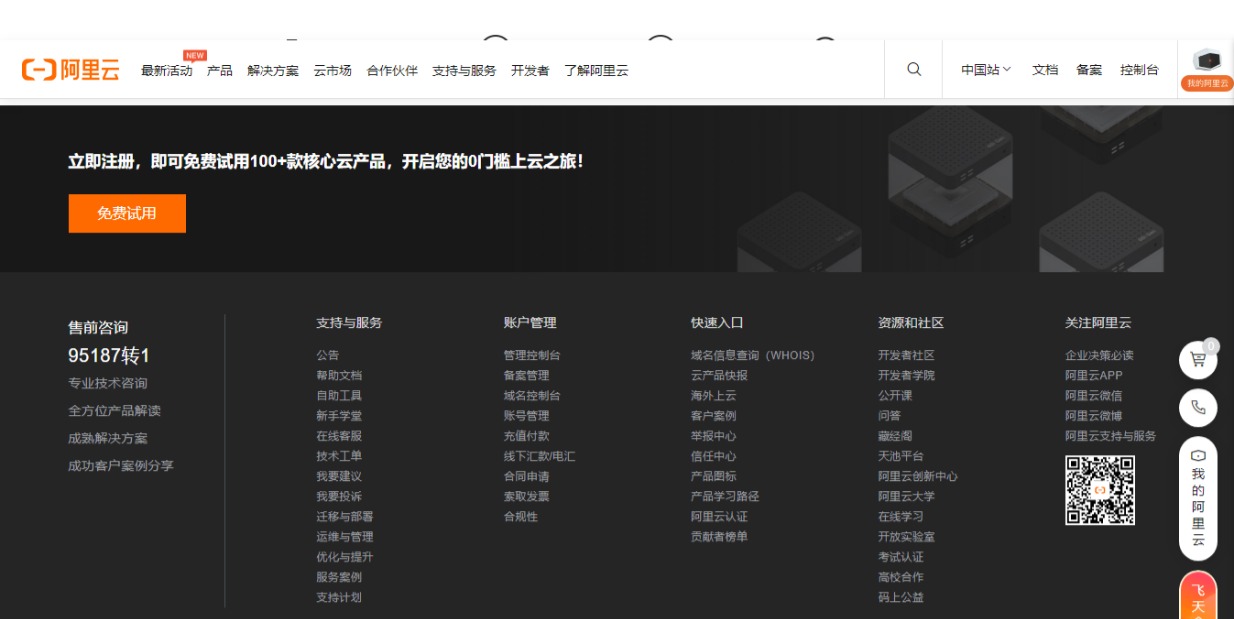 阿里云
NEW
最新活动 产品 解决方案 云市场 合作伙伴 支持与服务 开发者 了解阿里云
中国站 文档 备案 控制台
我的阿里云
立即注册，即可免费试用100+款核心云产品，开启您的0门槛上云之旅！
免费试用
售前咨询
95187转1
专业技术咨询
全方位产品解读
成熟解决方案
成功客户案例分享
支持与服务
公告
帮助文档
自助工具
新手学堂
在线客服
技术工单
我要建议
我要投诉
迁移与部署
运维与管理
优化与提升
服务案例
支持计划
账户管理
管理控制台
备案管理
域名控制台
账号管理
充值付款
线下汇款/电汇
合同申请
索取发票
合规性
快速入口
域名信息查询（WHOIS）
云产品快报
海外上云
客户案例
举报中心
信任中心
产品图标
产品学习路径
阿里云认证
贡献者榜单
资源和社区
开发者社区
开发者学院
公开课
问答
藏经阁
天池平台
阿里云创新中心
阿里云大学
在线学习
开放实验室
考试认证
高校合作
码上公益
关注阿里云
企业决策必读
阿里云APP
阿里云微信
阿里云微博
阿里云支持与服务
0
我的阿里云
飞天